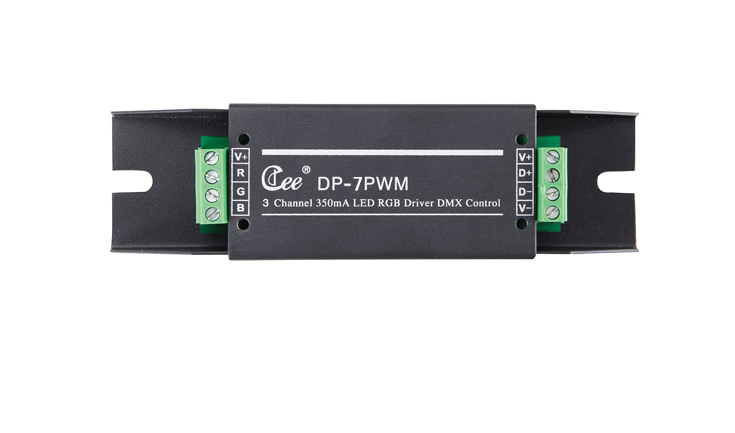 V+
R
G
B
Cee® DP-7PWM
3 Channel 350mA LED RGB Driver DMX Control
V+
D+
D-
V-